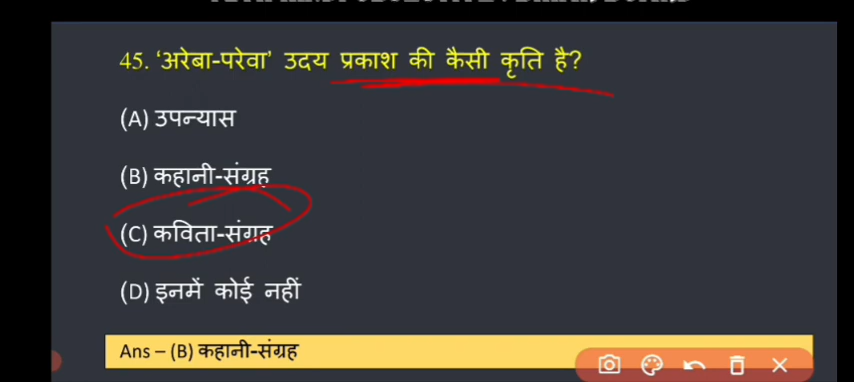 45. ‘अरेबा-परेवा’ उदय प्रकाश की कैसी कृति है?
(A) उपन्यास
(B) कहानी-संग्रह
(C) कविता-संग्रह
(D) इनमें कोई नहीं
Ans – (B) कहानी-संग्रह